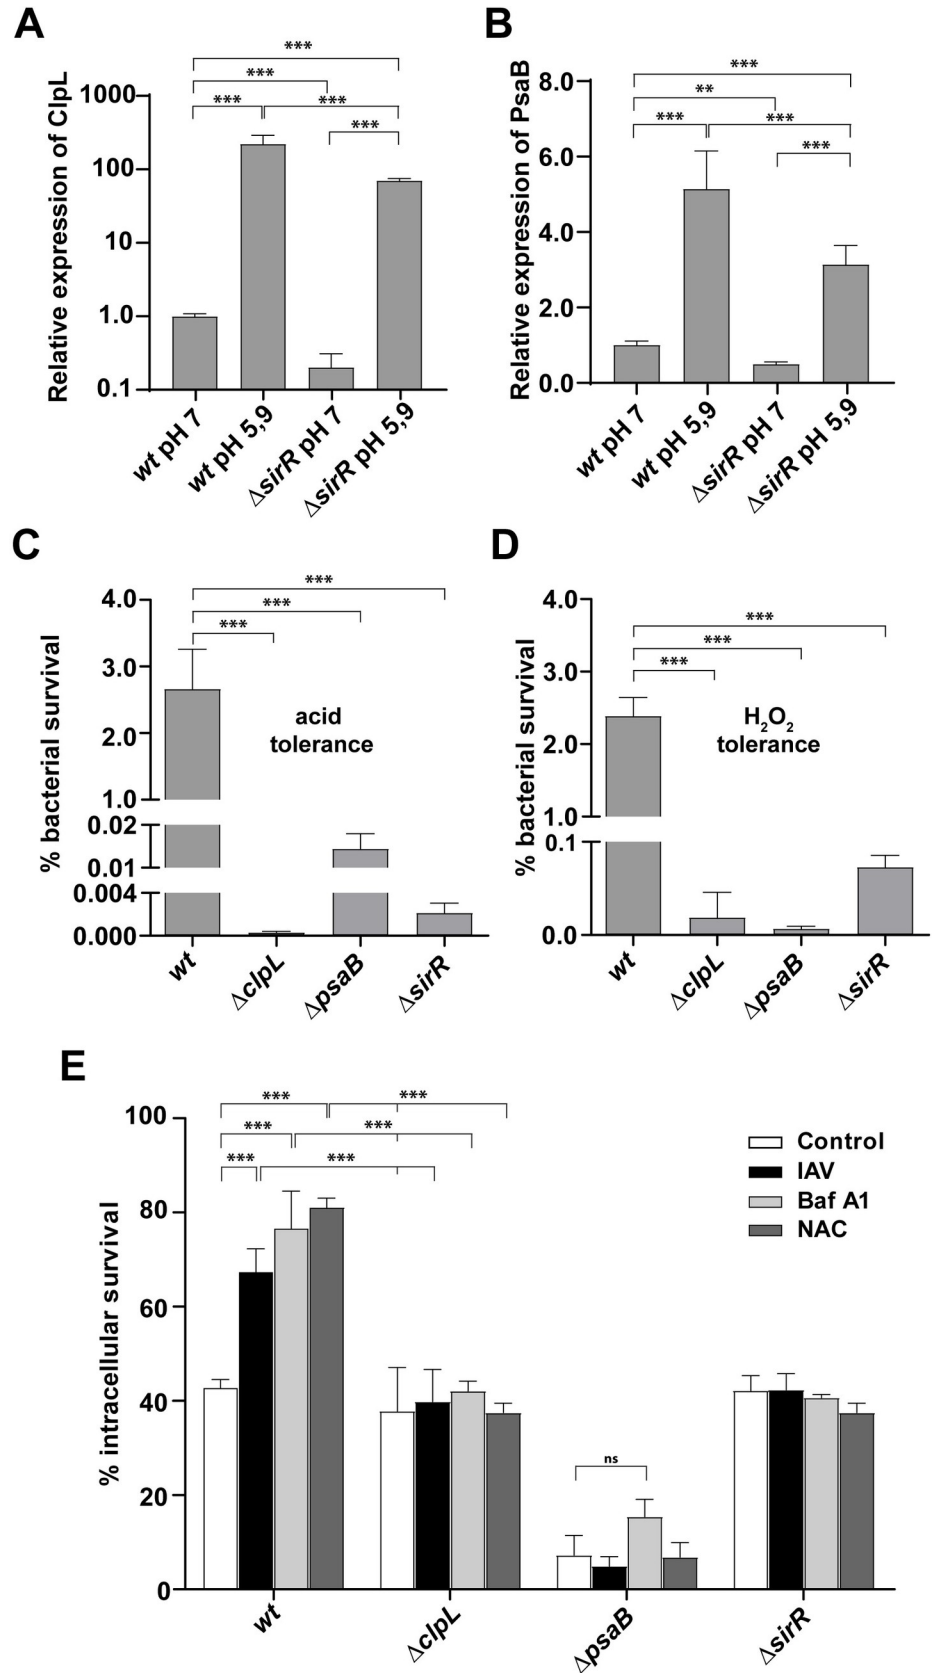 A
Relative expression of ClpL
1000
100
10
1.0
0.1
***
***
***
***
***
wt pH 7
wt pH 5,9
ΔsirR pH 7
ΔsirR pH 5,9
B
Relative expression of PsaB
8.0
6.0
4.0
2.0
0.0
***
**
***
***
***
wt pH 7
wt pH 5,9
ΔsirR pH 7
ΔsirR pH 5,9
C
% bacterial survival
4.0
3.0
2.0
1.0
0.02
0.01
0.004
0.000
***
***
***
acid
tolerance
wt
ΔclpL
ΔpsaB
ΔsirR
D
% bacterial survival
4.0
3.0
2.0
1.0
0.1
0.0
***
***
***
H₂O₂
tolerance
wt
ΔclpL
ΔpsaB
ΔsirR
E
% intracellular survival
100
80
60
40
20
0
*** ***
*** ***
*** ***
ns
Control
IAV
Baf A1
NAC
wt
ΔclpL
ΔpsaB
ΔsirR